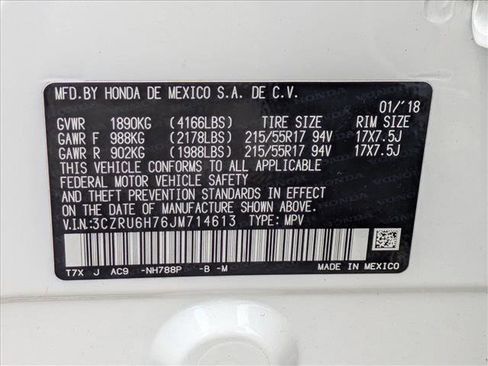 MFD.BY HONDA DE MEXICO S.A. DE C.V.
01/'18
GVWR 1890KG (4166LBS) TIRE SIZE RIM SIZE
GAWR F 988KG (2178LBS) 215/55R17 94V 17X7.5J
GAWR R 902KG (1988LBS) 215/55R17 94V 17X7.5J
THIS VEHICLE CONFORMS TO ALL APPLICABLE
FEDERAL MOTOR VEHICLE SAFETY
AND THEFT PREVENTION STANDARDS IN EFFECT
ON THE DATE OF MANUFACTURE SHOWN ABOVE.
V.I.N.:3CZRU6H76JM714613 TYPE: MPV
T7X J AC9 -NH788P -B -M
MADE IN MEXICO